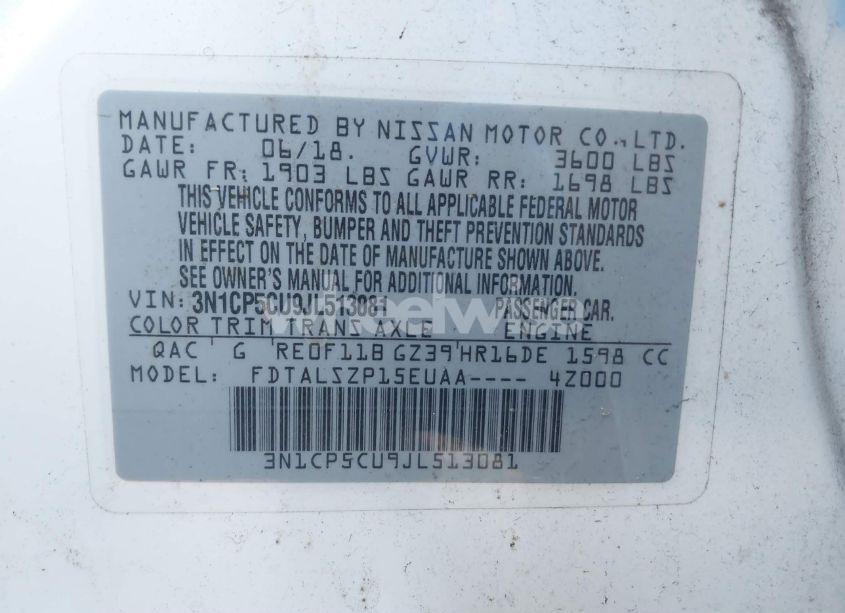 MANUFACTURED BY NISSAN MOTOR CO., LTD.
DATE: 06/18. GVWR: 3600 LBS
GAWR FR: 1903 LBS GAWR RR: 1698 LBS
THIS VEHICLE CONFORMS TO ALL APPLICABLE FEDERAL MOTOR
VEHICLE SAFETY, BUMPER AND THEFT PREVENTION STANDARDS
IN EFFECT ON THE DATE OF MANUFACTURE SHOWN ABOVE.
SEE OWNER'S MANUAL FOR ADDITIONAL INFORMATION.
VIN: 3N1CP5CU9JL513081 PASSENGER CAR.
COLOR TRIM TRANS AXLE ENGINE
QAC G RE0F11B GZ39 HR16DE 1598 CC
MODEL: FDTALSZP15EUAA---- 4Z000
3N1CP5CU9JL513081